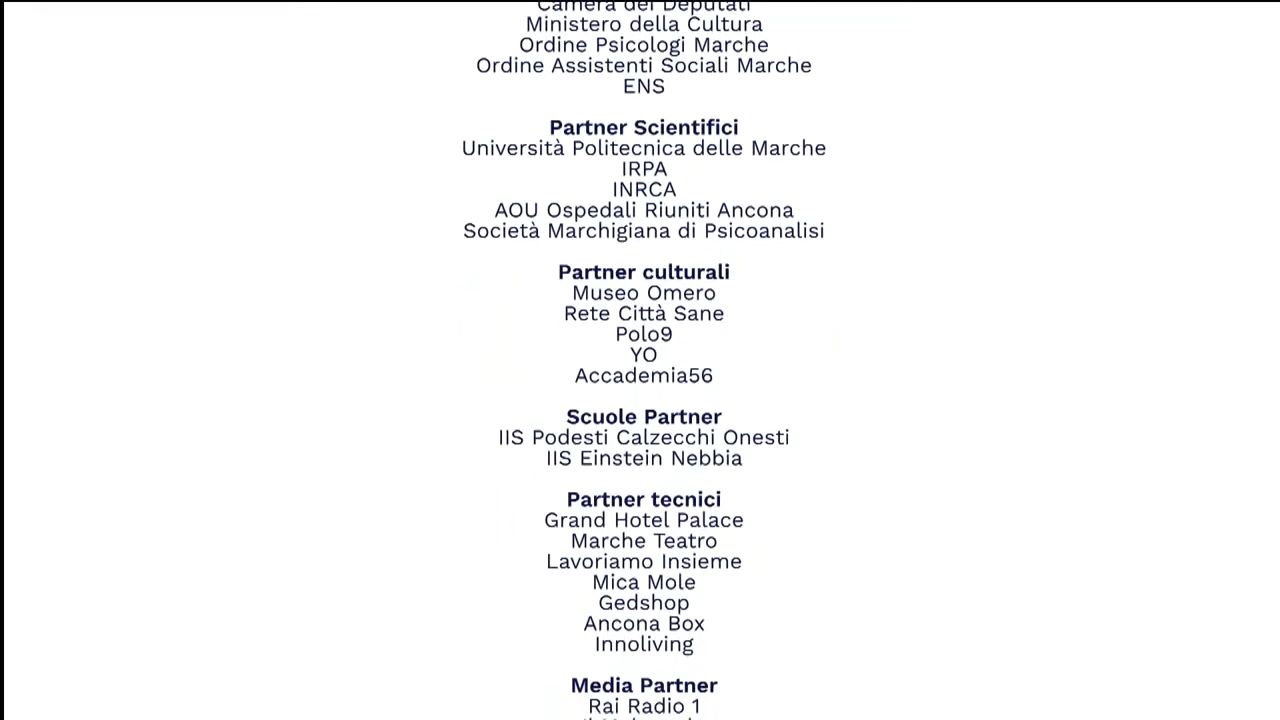 Camera dei Deputati
Ministero della Cultura
Ordine Psicologi Marche
Ordine Assistenti Sociali Marche
ENS
Partner Scientifici
Università Politecnica delle Marche
IRPA
INRCA
AOU Ospedali Riuniti Ancona
Società Marchigiana di Psicoanalisi
Partner culturali
Museo Omero
Rete Città Sane
Polo9
YO
Accademia56
Scuole Partner
IIS Podesti Calzecchi Onesti
IIS Einstein Nebbia
Partner tecnici
Grand Hotel Palace
Marche Teatro
Lavoriamo Insieme
Mica Mole
Gedshop
Ancona Box
Innoliving
Media Partner
Rai Radio 1